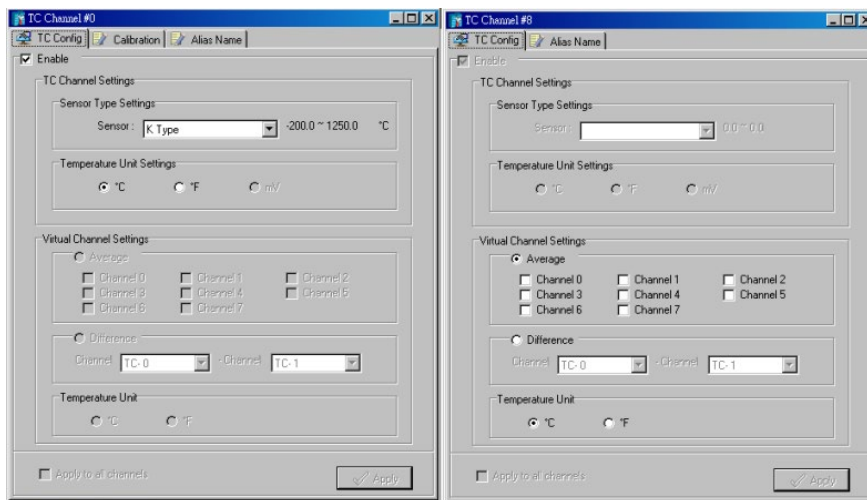 TC Channel #0
TC Config Calibration Alias Name
Enable
TC Channel Settings
Sensor Type Settings
Sensor : K Type -200.0 ~ 1250.0 °C
Temperature Unit Settings
°C °F mV
Virtual Channel Settings
Average
Channel 0 Channel 1 Channel 2
Channel 3 Channel 4 Channel 5
Channel 6 Channel 7
Difference
Channel TC- 0 - Channel TC- 1
Temperature Unit
°C °F
Apply to all channels Apply
TC Channel #8
TC Config Alias Name
Enable
TC Channel Settings
Sensor Type Settings
Sensor : 0.0 ~ 0.0
Temperature Unit Settings
°C °F mV
Virtual Channel Settings
Average
Channel 0 Channel 1 Channel 2
Channel 3 Channel 4 Channel 5
Channel 6 Channel 7
Difference
Channel TC- 0 - Channel TC- 1
Temperature Unit
°C °F
Apply to all channels Apply